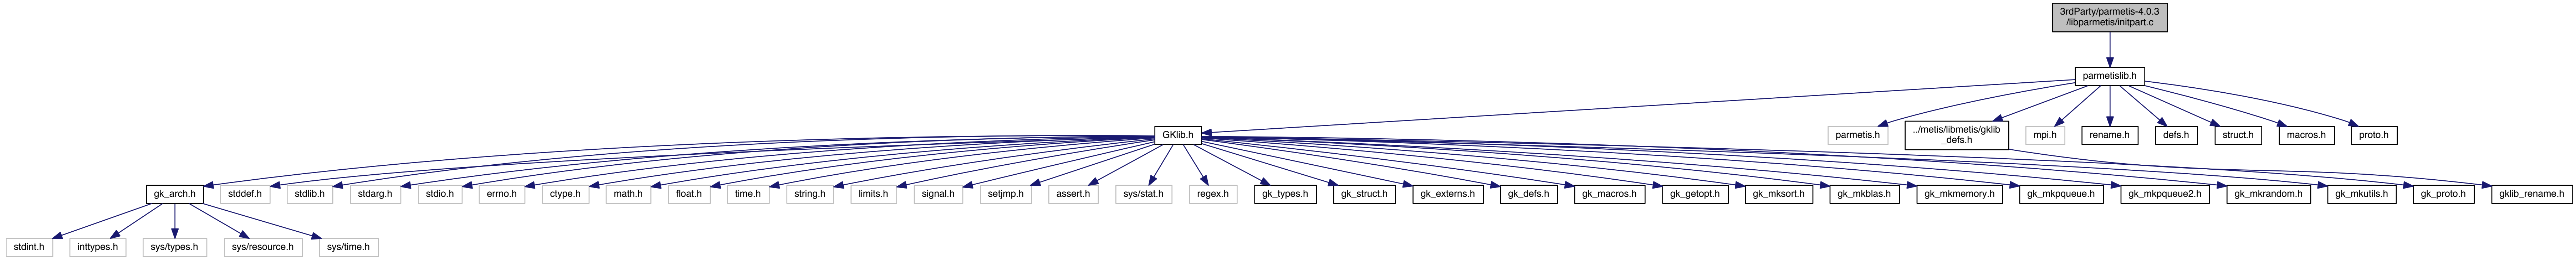 3rdParty/parmetis-4.0.3
/libparmetis/initpart.c
parmetislib.h
GKlib.h
parmetis.h
../metis/libmetis/gklib
_defs.h
mpi.h
rename.h
defs.h
struct.h
macros.h
proto.h
gk_arch.h
stddef.h
stdlib.h
stdarg.h
stdio.h
errno.h
ctype.h
math.h
float.h
time.h
string.h
limits.h
signal.h
setjmp.h
assert.h
sys/stat.h
regex.h
gk_types.h
gk_struct.h
gk_externs.h
gk_defs.h
gk_macros.h
gk_getopt.h
gk_mksort.h
gk_mkblas.h
gk_mkmemory.h
gk_mkpqueue.h
gk_mkpqueue2.h
gk_mkrandom.h
gk_mkutils.h
gk_proto.h
gklib_rename.h
stdint.h
inttypes.h
sys/types.h
sys/resource.h
sys/time.h